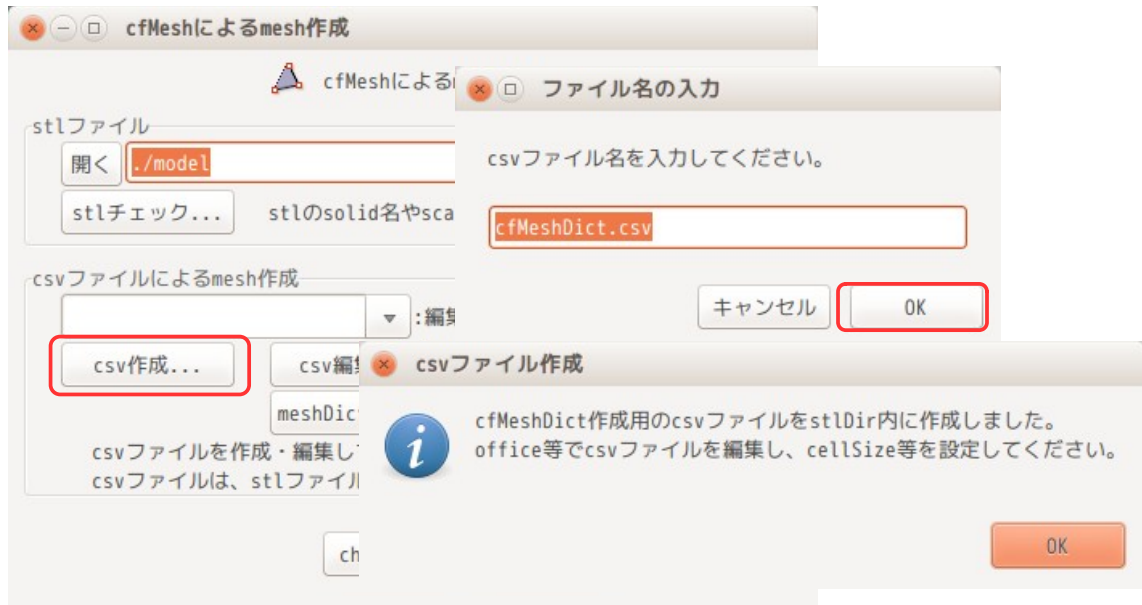 cfMeshによるmesh作成
cfMeshによる
stlファイル
開く ./model
stlチェック... stlのsolid名やsca
csvファイルによるmesh作成
:編集
csv作成... csv編集
meshDic
csvファイルを作成・編集し
csvファイルは、stlファイル
ch
ファイル名の入力
csvファイル名を入力してください。
cfMeshDict.csv
キャンセル OK
csvファイル作成
cfMeshDict作成用のcsvファイルをstlDir内に作成しました。
office等でcsvファイルを編集し、cellSize等を設定してください。
OK